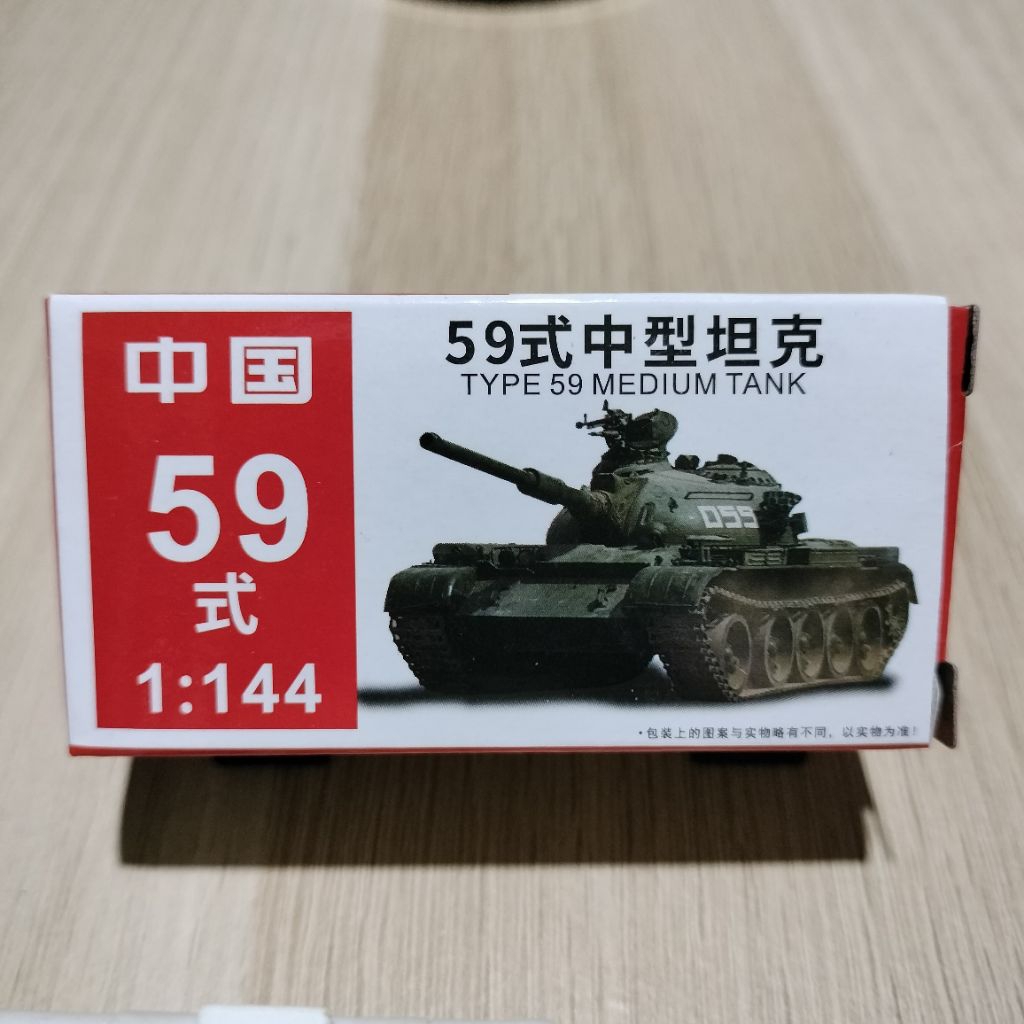 中国
59
式
1:144
59式中型坦克
TYPE 59 MEDIUM TANK
055
·包装上的图案与实物略有不同，以实物为准！